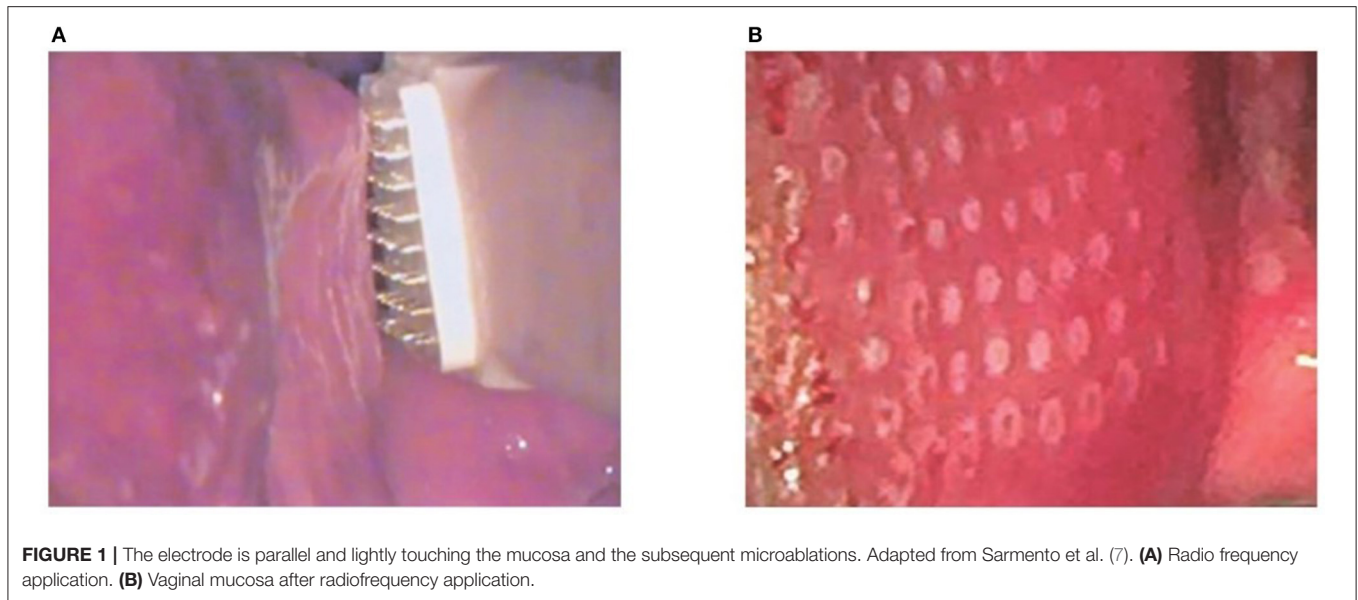 A
B
FIGURE 1 | The electrode is parallel and lightly touching the mucosa and the subsequent microablations. Adapted from Sarmento et al. (7). (A) Radio frequency
application. (B) Vaginal mucosa after radiofrequency application.